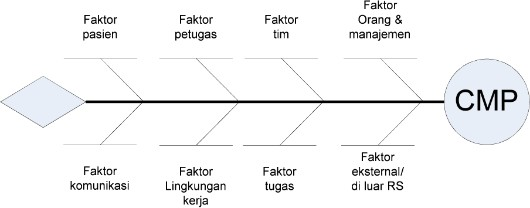 Faktor
pasien
Faktor
petugas
Faktor
tim
Faktor
Orang &
manajemen
CMP
Faktor
komunikasi
Faktor
Lingkungan
kerja
Faktor
tugas
Faktor
eksternal/
di luar RS